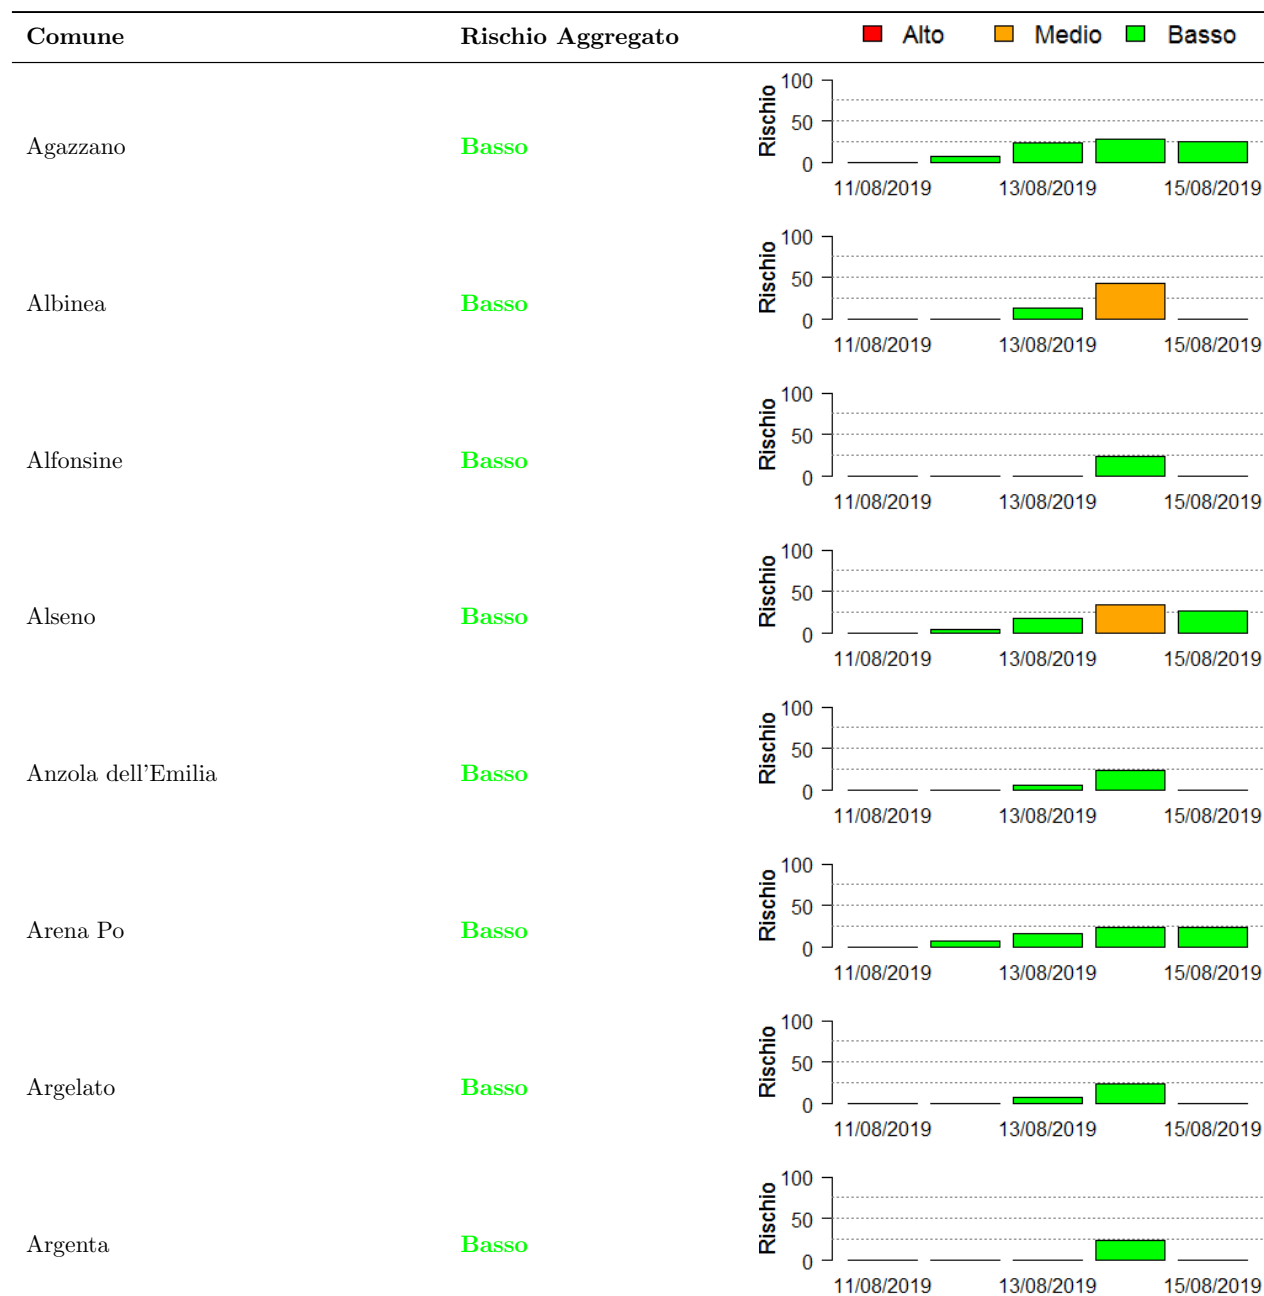 Comune Rischio Aggregato Alto Medio Basso
Agazzano Basso
Rischio
100
50
0
11/08/2019 13/08/2019 15/08/2019
Albinea Basso
Rischio
100
50
0
11/08/2019 13/08/2019 15/08/2019
Alfonsine Basso
Rischio
100
50
0
11/08/2019 13/08/2019 15/08/2019
Alseno Basso
Rischio
100
50
0
11/08/2019 13/08/2019 15/08/2019
Anzola dell'Emilia Basso
Rischio
100
50
0
11/08/2019 13/08/2019 15/08/2019
Arena Po Basso
Rischio
100
50
0
11/08/2019 13/08/2019 15/08/2019
Argelato Basso
Rischio
100
50
0
11/08/2019 13/08/2019 15/08/2019
Argenta Basso
Rischio
100
50
0
11/08/2019 13/08/2019 15/08/2019